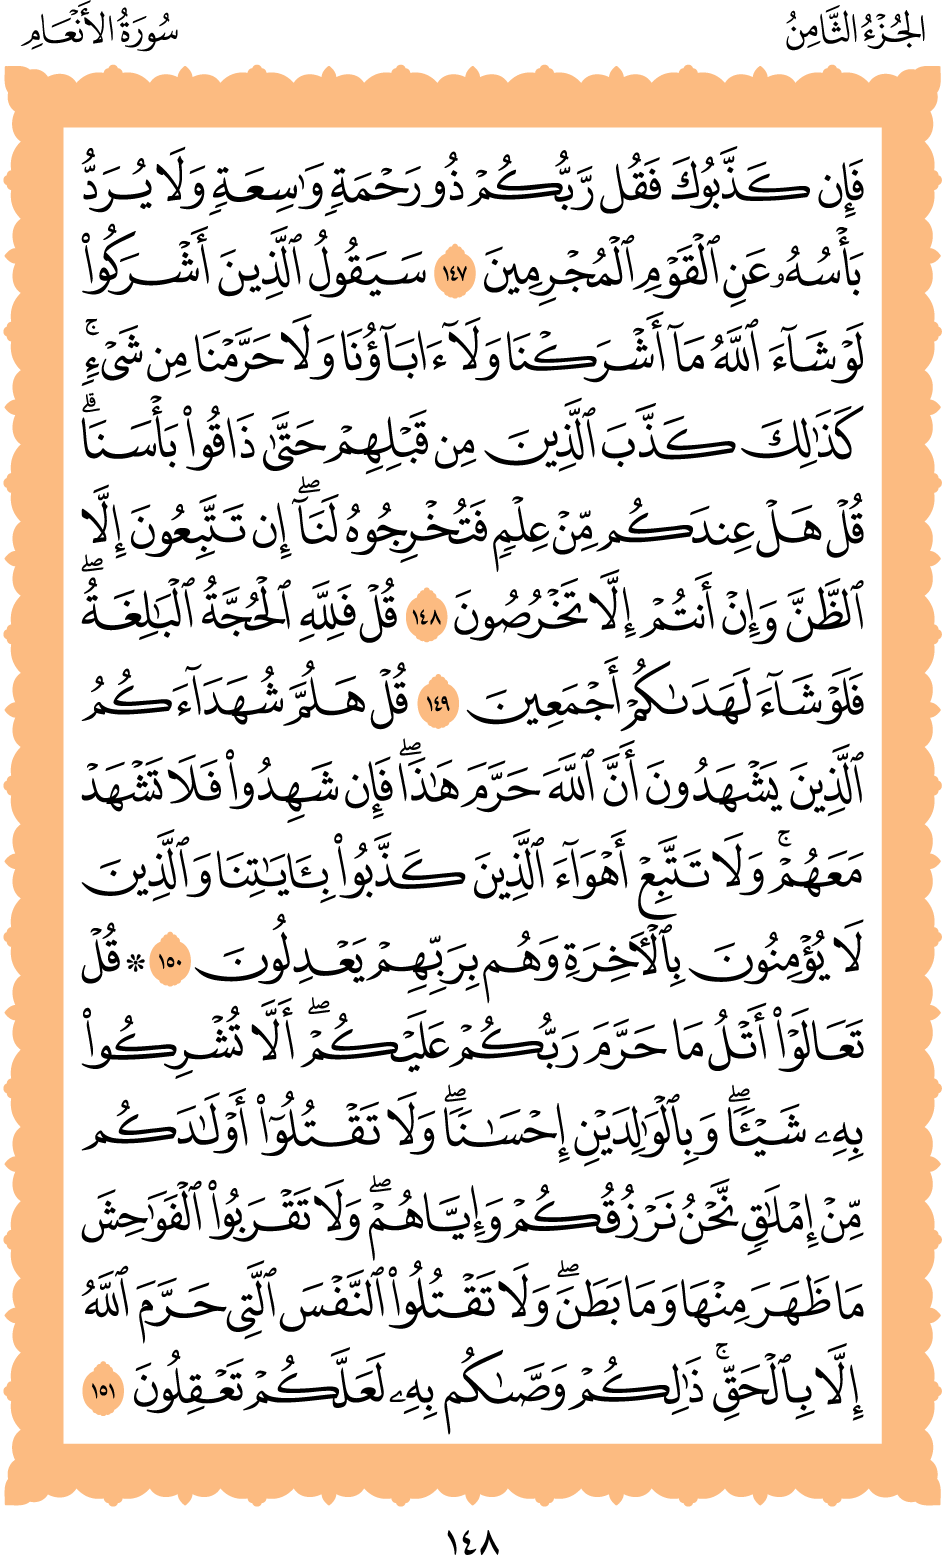 الجُزْءُ الثَّامِنُ
سُورَةُ الأَنْعَامِ
فَإِن كَذَّبُوكَ فَقُل رَّبُّكُمْ ذُو رَحْمَةٍ وَٰسِعَةٍ وَلَا يُرَدُّ
بَأْسُهُۥ عَنِ ٱلْقَوْمِ ٱلْمُجْرِمِينَ ١٤٧ سَيَقُولُ ٱلَّذِينَ أَشْرَكُوا۟
لَوْ شَآءَ ٱللَّهُ مَآ أَشْرَكْنَا وَلَآ ءَابَآؤُنَا وَلَا حَرَّمْنَا مِن شَىْءٍۚ
كَذَٰلِكَ كَذَّبَ ٱلَّذِينَ مِن قَبْلِهِمْ حَتَّىٰ ذَاقُوا۟ بَأْسَنَاۗ
قُلْ هَلْ عِندَكُم مِّنْ عِلْمٍ فَتُخْرِجُوهُ لَنَآۖ إِن تَتَّبِعُونَ إِلَّا
ٱلظَّنَّ وَإِنْ أَنتُمْ إِلَّا تَخْرُصُونَ ١٤٨ قُلْ فَلِلَّهِ ٱلْحُجَّةُ ٱلْبَٰلِغَةُۖ
فَلَوْ شَآءَ لَهَدَىٰكُمْ أَجْمَعِينَ ١٤٩ قُلْ هَلُمَّ شُهَدَآءَكُمُ
ٱلَّذِينَ يَشْهَدُونَ أَنَّ ٱللَّهَ حَرَّمَ هَٰذَاۖ فَإِن شَهِدُوا۟ فَلَا تَشْهَدْ
مَعَهُمْۚ وَلَا تَتَّبِعْ أَهْوَآءَ ٱلَّذِينَ كَذَّبُوا۟ بِـَٔايَٰتِنَا وَٱلَّذِينَ
لَا يُؤْمِنُونَ بِٱلْـَٔاخِرَةِ وَهُم بِرَبِّهِمْ يَعْدِلُونَ ١٥٠ ۞ قُلْ
تَعَالَوْا۟ أَتْلُ مَا حَرَّمَ رَبُّكُمْ عَلَيْكُمْۖ أَلَّا تُشْرِكُوا۟
بِهِۦ شَيْـًٔاۖ وَبِٱلْوَٰلِدَيْنِ إِحْسَٰنًاۖ وَلَا تَقْتُلُوٓا۟ أَوْلَٰدَكُم
مِّنْ إِمْلَٰقٍۖ نَّحْنُ نَرْزُقُكُمْ وَإِيَّاهُمْۖ وَلَا تَقْرَبُوا۟ ٱلْفَوَٰحِشَ
مَا ظَهَرَ مِنْهَا وَمَا بَطَنَۖ وَلَا تَقْتُلُوا۟ ٱلنَّفْسَ ٱلَّتِى حَرَّمَ ٱللَّهُ
إِلَّا بِٱلْحَقِّۚ ذَٰلِكُمْ وَصَّىٰكُم بِهِۦ لَعَلَّكُمْ تَعْقِلُونَ ١٥١
١٤٨